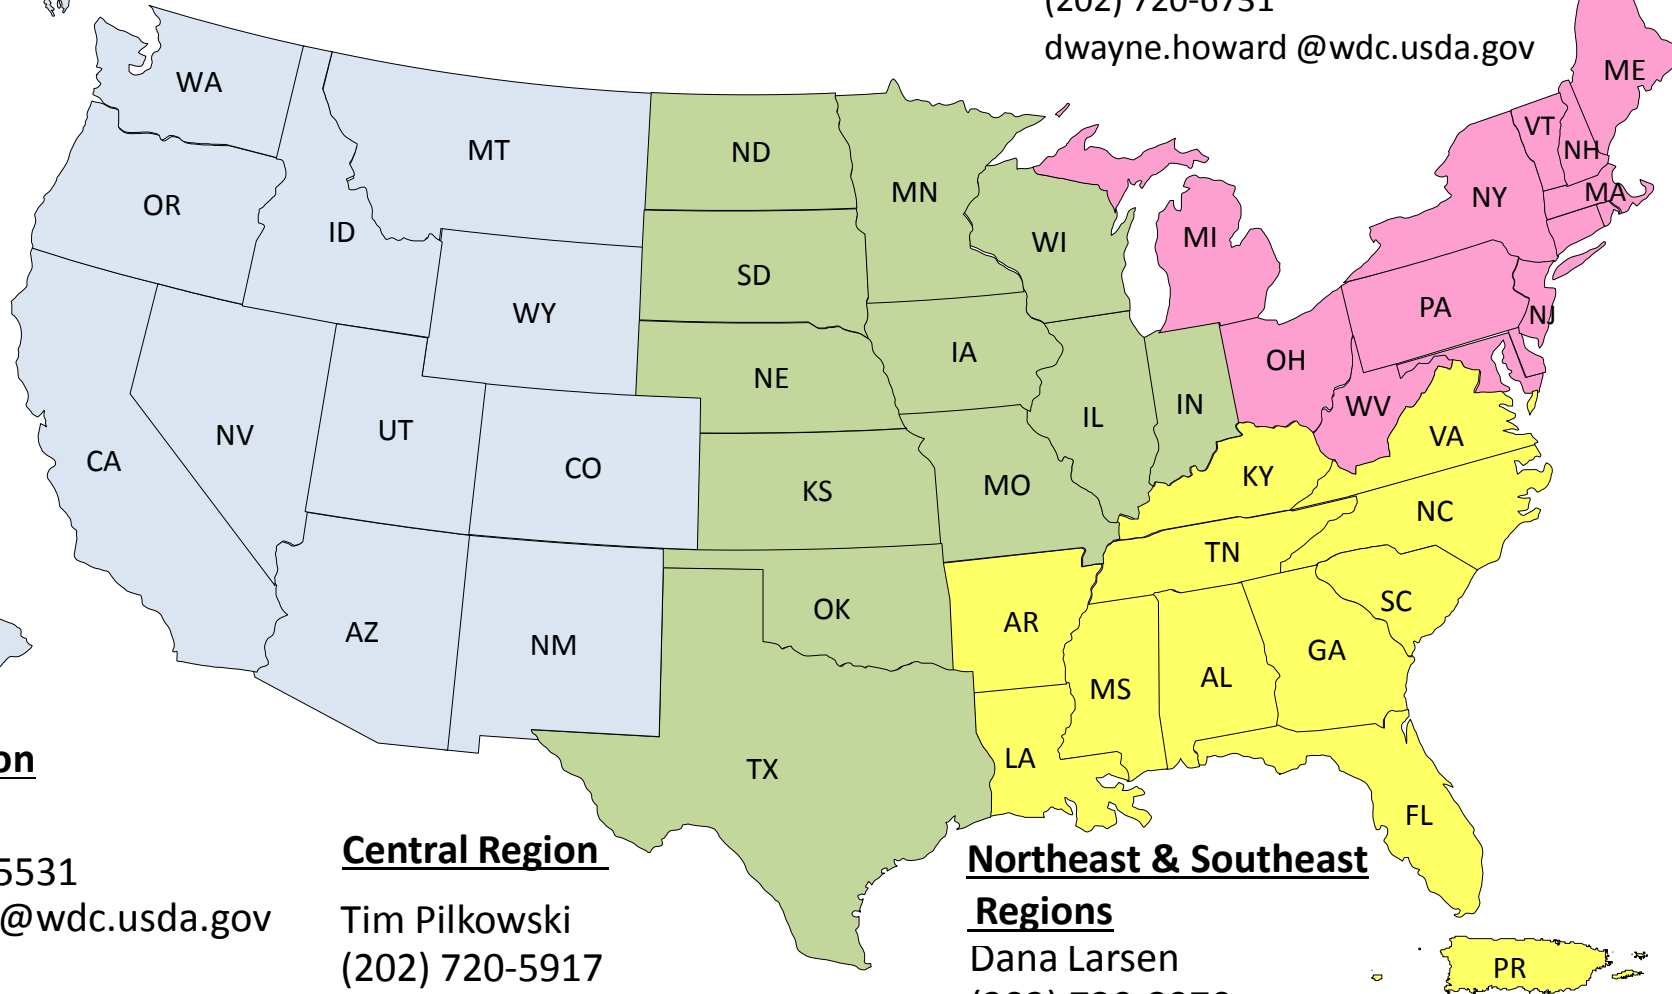 (202) 720-6731
dwayne.howard @wdc.usda.gov
WA
MT
ND
MN
OR
ID
WY
SD
WI
MI
NY
VT
NH
ME
MA
NE
IA
PA
NJ
OH
WV
NV
UT
CO
CA
KS
MO
IL
IN
KY
VA
NC
TN
SC
AZ
NM
OK
AR
MS
AL
GA
TX
LA
FL
PR
on
5531
@wdc.usda.gov
Central Region
Tim Pilkowski
(202) 720-5917
Northeast & Southeast
Regions
Dana Larsen